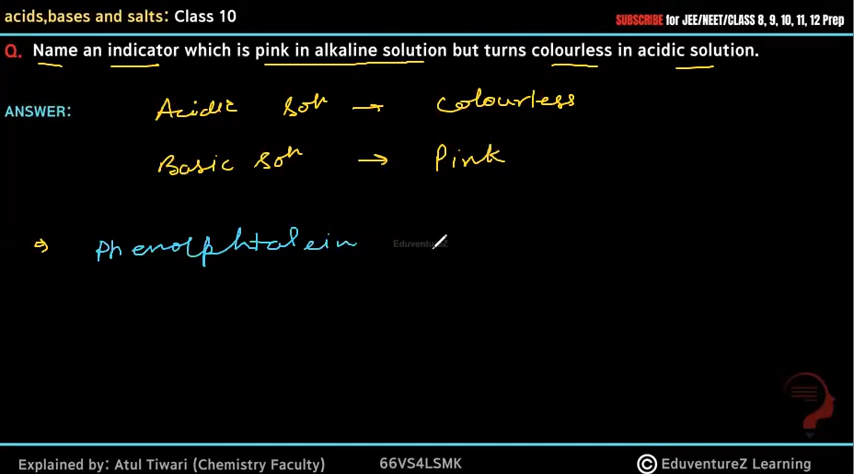 acids,bases and salts: Class 10
SUBSCRIBE for JEE/NEET/CLASS 8, 9, 10, 11, 12 Prep
Q. Name an indicator which is pink in alkaline solution but turns colourless in acidic solution.
ANSWER: Acidic Soln → Colourless
Basic Soln → Pink
⇒ Phenolphtalein
EduventureZ
Explained by: Atul Tiwari (Chemistry Faculty) 66VS4LSMK © EduventureZ Learning